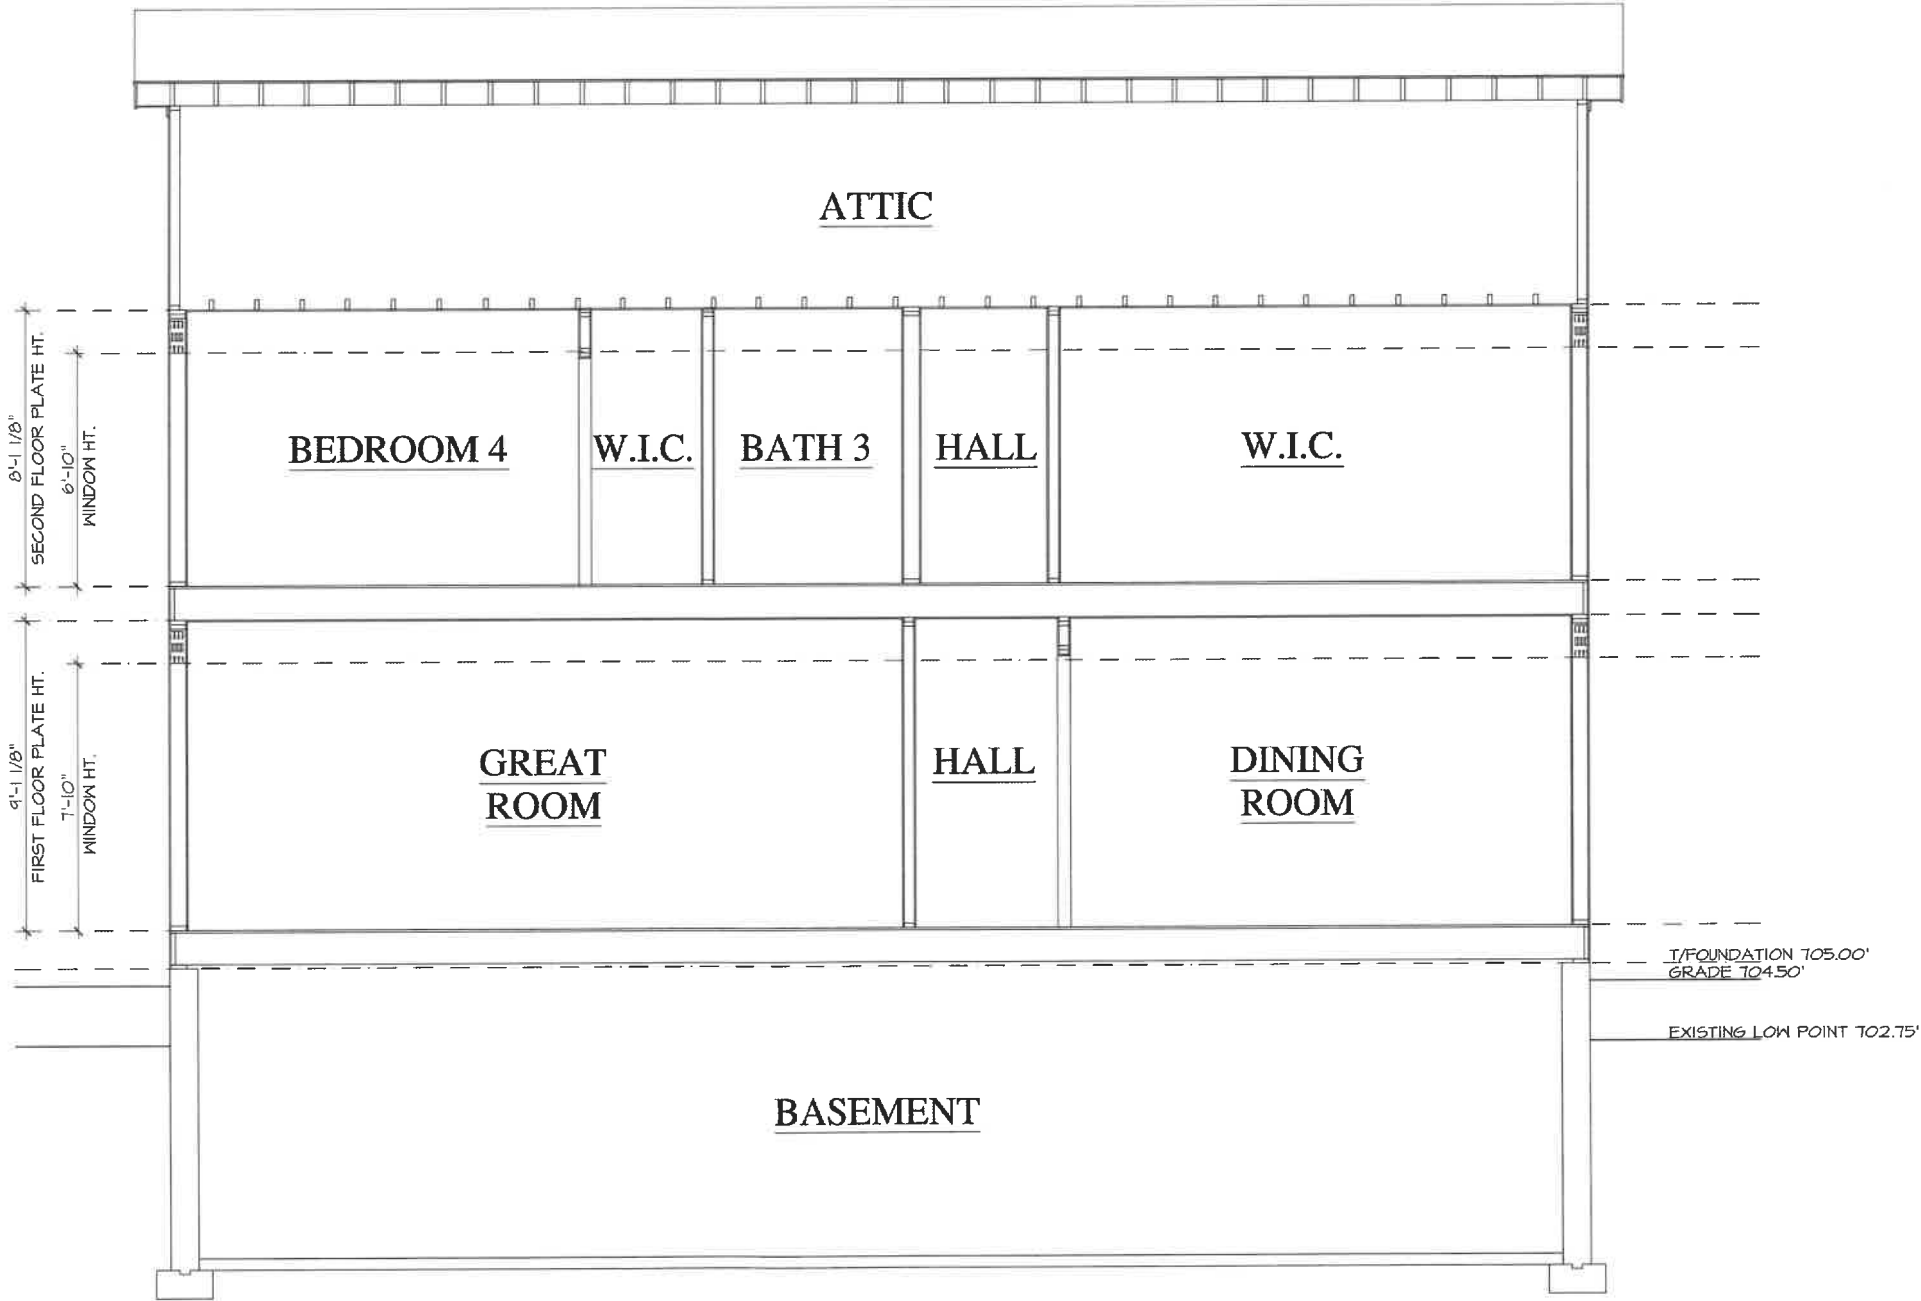 ATTIC
8'-1 1/8"
SECOND FLOOR PLATE HT.
6'-10"
WINDOW HT.
BEDROOM 4
W.I.C.
BATH 3
HALL
W.I.C.
9'-1 1/8"
FIRST FLOOR PLATE HT.
7'-10"
WINDOW HT.
GREAT
ROOM
HALL
DINING
ROOM
T/FOUNDATION 705.00'
GRADE 704.50'
EXISTING LOW POINT 702.75'
BASEMENT